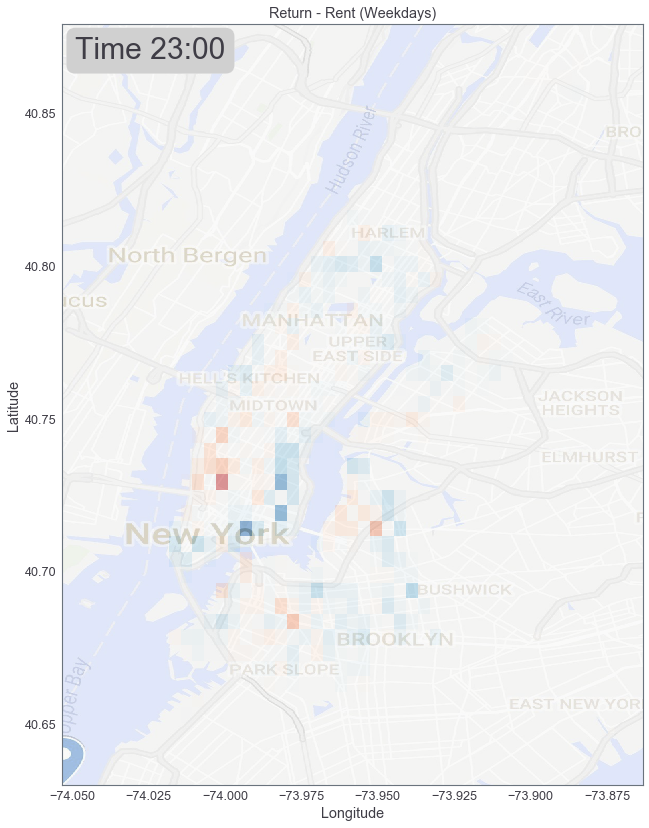 Return - Rent (Weekdays)
Time 23:00
40.85
40.80
40.75
40.70
40.65
Latitude
BRO
Hudson River
HARLEM
North Bergen
East River
ucus
MANHATTAN
UPPER
EAST SIDE
HELL'S KITCHEN
MIDTOWN
JACKSON
HEIGHTS
ELMHURST
New York
BUSHWICK
BROOKLYN
PARK SLOPE
EAST NEW YOR
pper Bay
−74.050
−74.025
−74.000
−73.975
−73.950
−73.925
−73.900
−73.875
Longitude